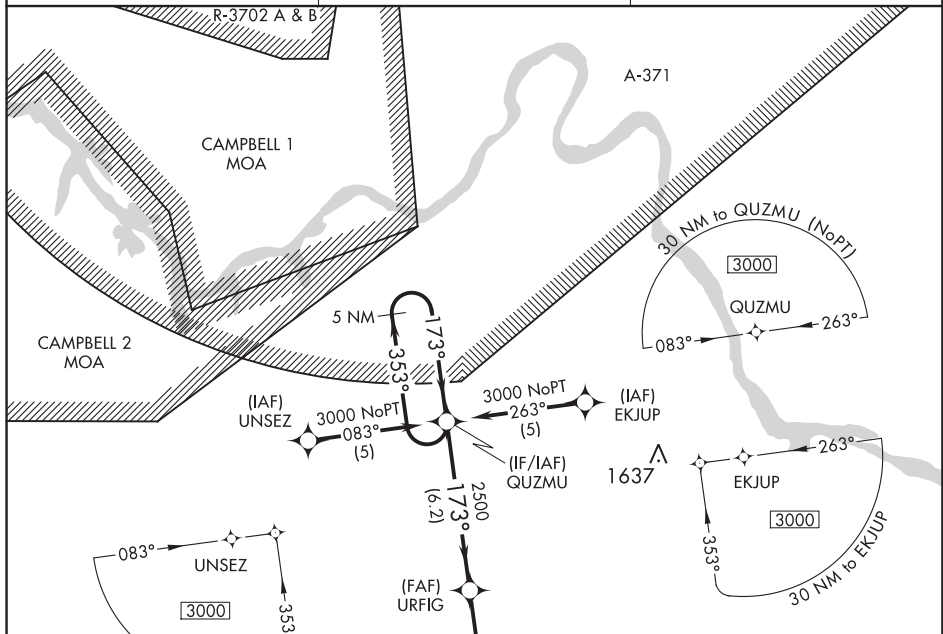 R-3702 A & B
A-371
CAMPBELL 1
MOA
30 NM to QUZMU (NoPT)
3000
QUZMU
083°
263°
5 NM
173°
353°
CAMPBELL 2
MOA
(IAF)
UNSEZ
3000 NoPT
083°
(5)
3000 NoPT
263°
(5)
(IAF)
EKJUP
(IF/IAF)
QUZMU
1637
263°
EKJUP
3000
353°
30 NM to EKJUP
2500
173°
(6.2)
083°
UNSEZ
3000
353
(FAF)
URFIG